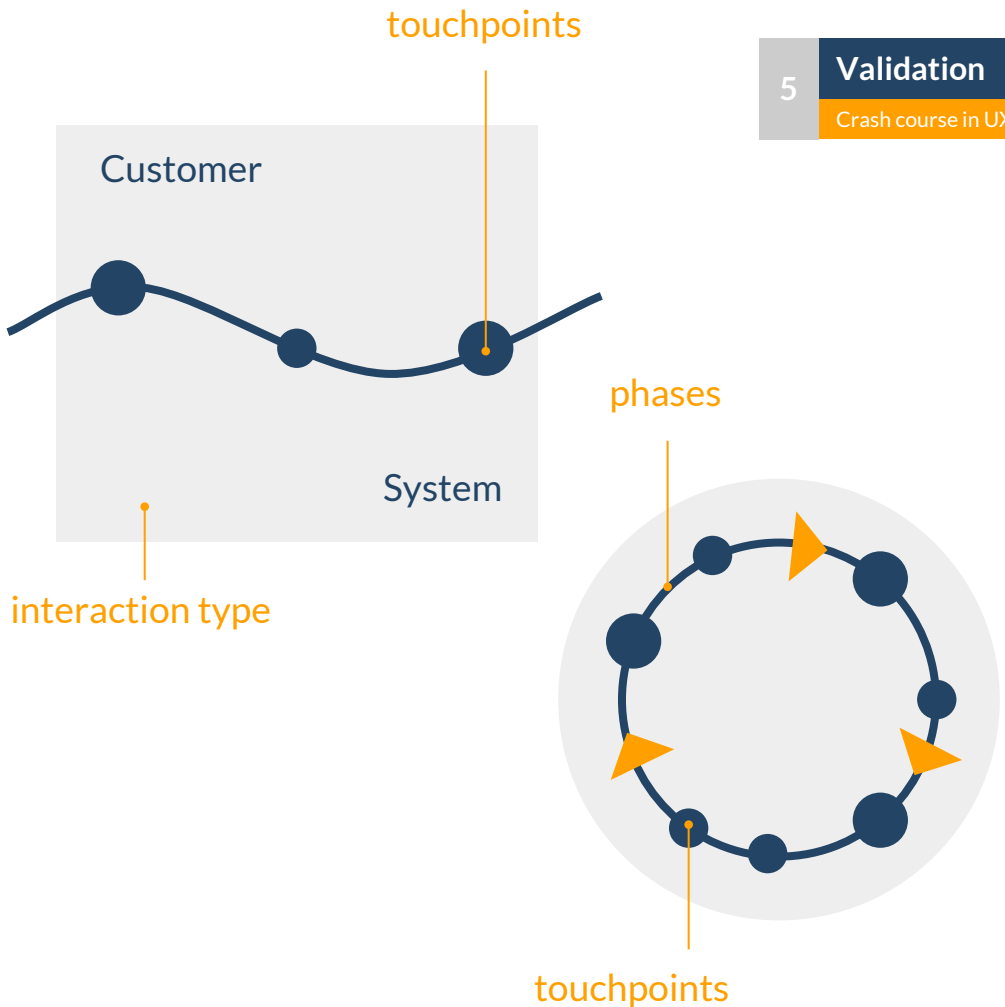 touchpoints
5
Validation
Crash course in UX
Customer
System
phases
interaction type
touchpoints